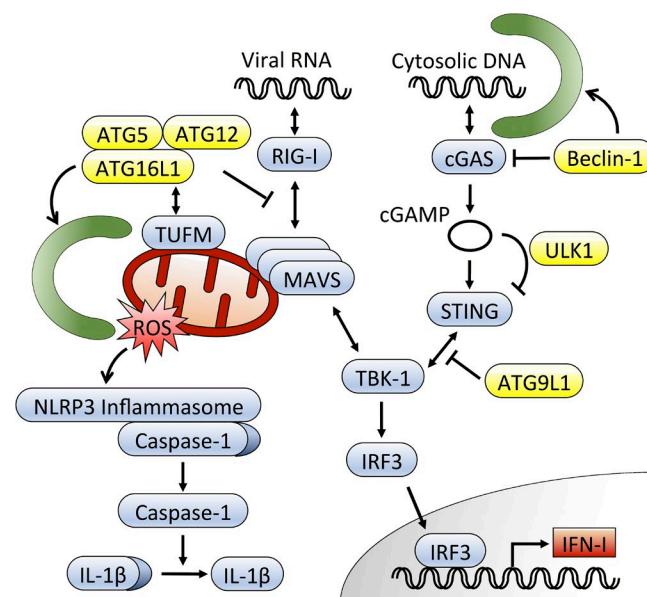 Viral RNA
Cytosolic DNA
ATG5
ATG12
ATG16L1
RIG-I
cGAS
Beclin-1
cGAMP
TUFM
MAVS
ULK1
STING
ROS
TBK-1
ATG9L1
NLRP3 Inflammasome
Caspase-1
IRF3
Caspase-1
IRF3
IFN-I
IL-1β
IL-1β